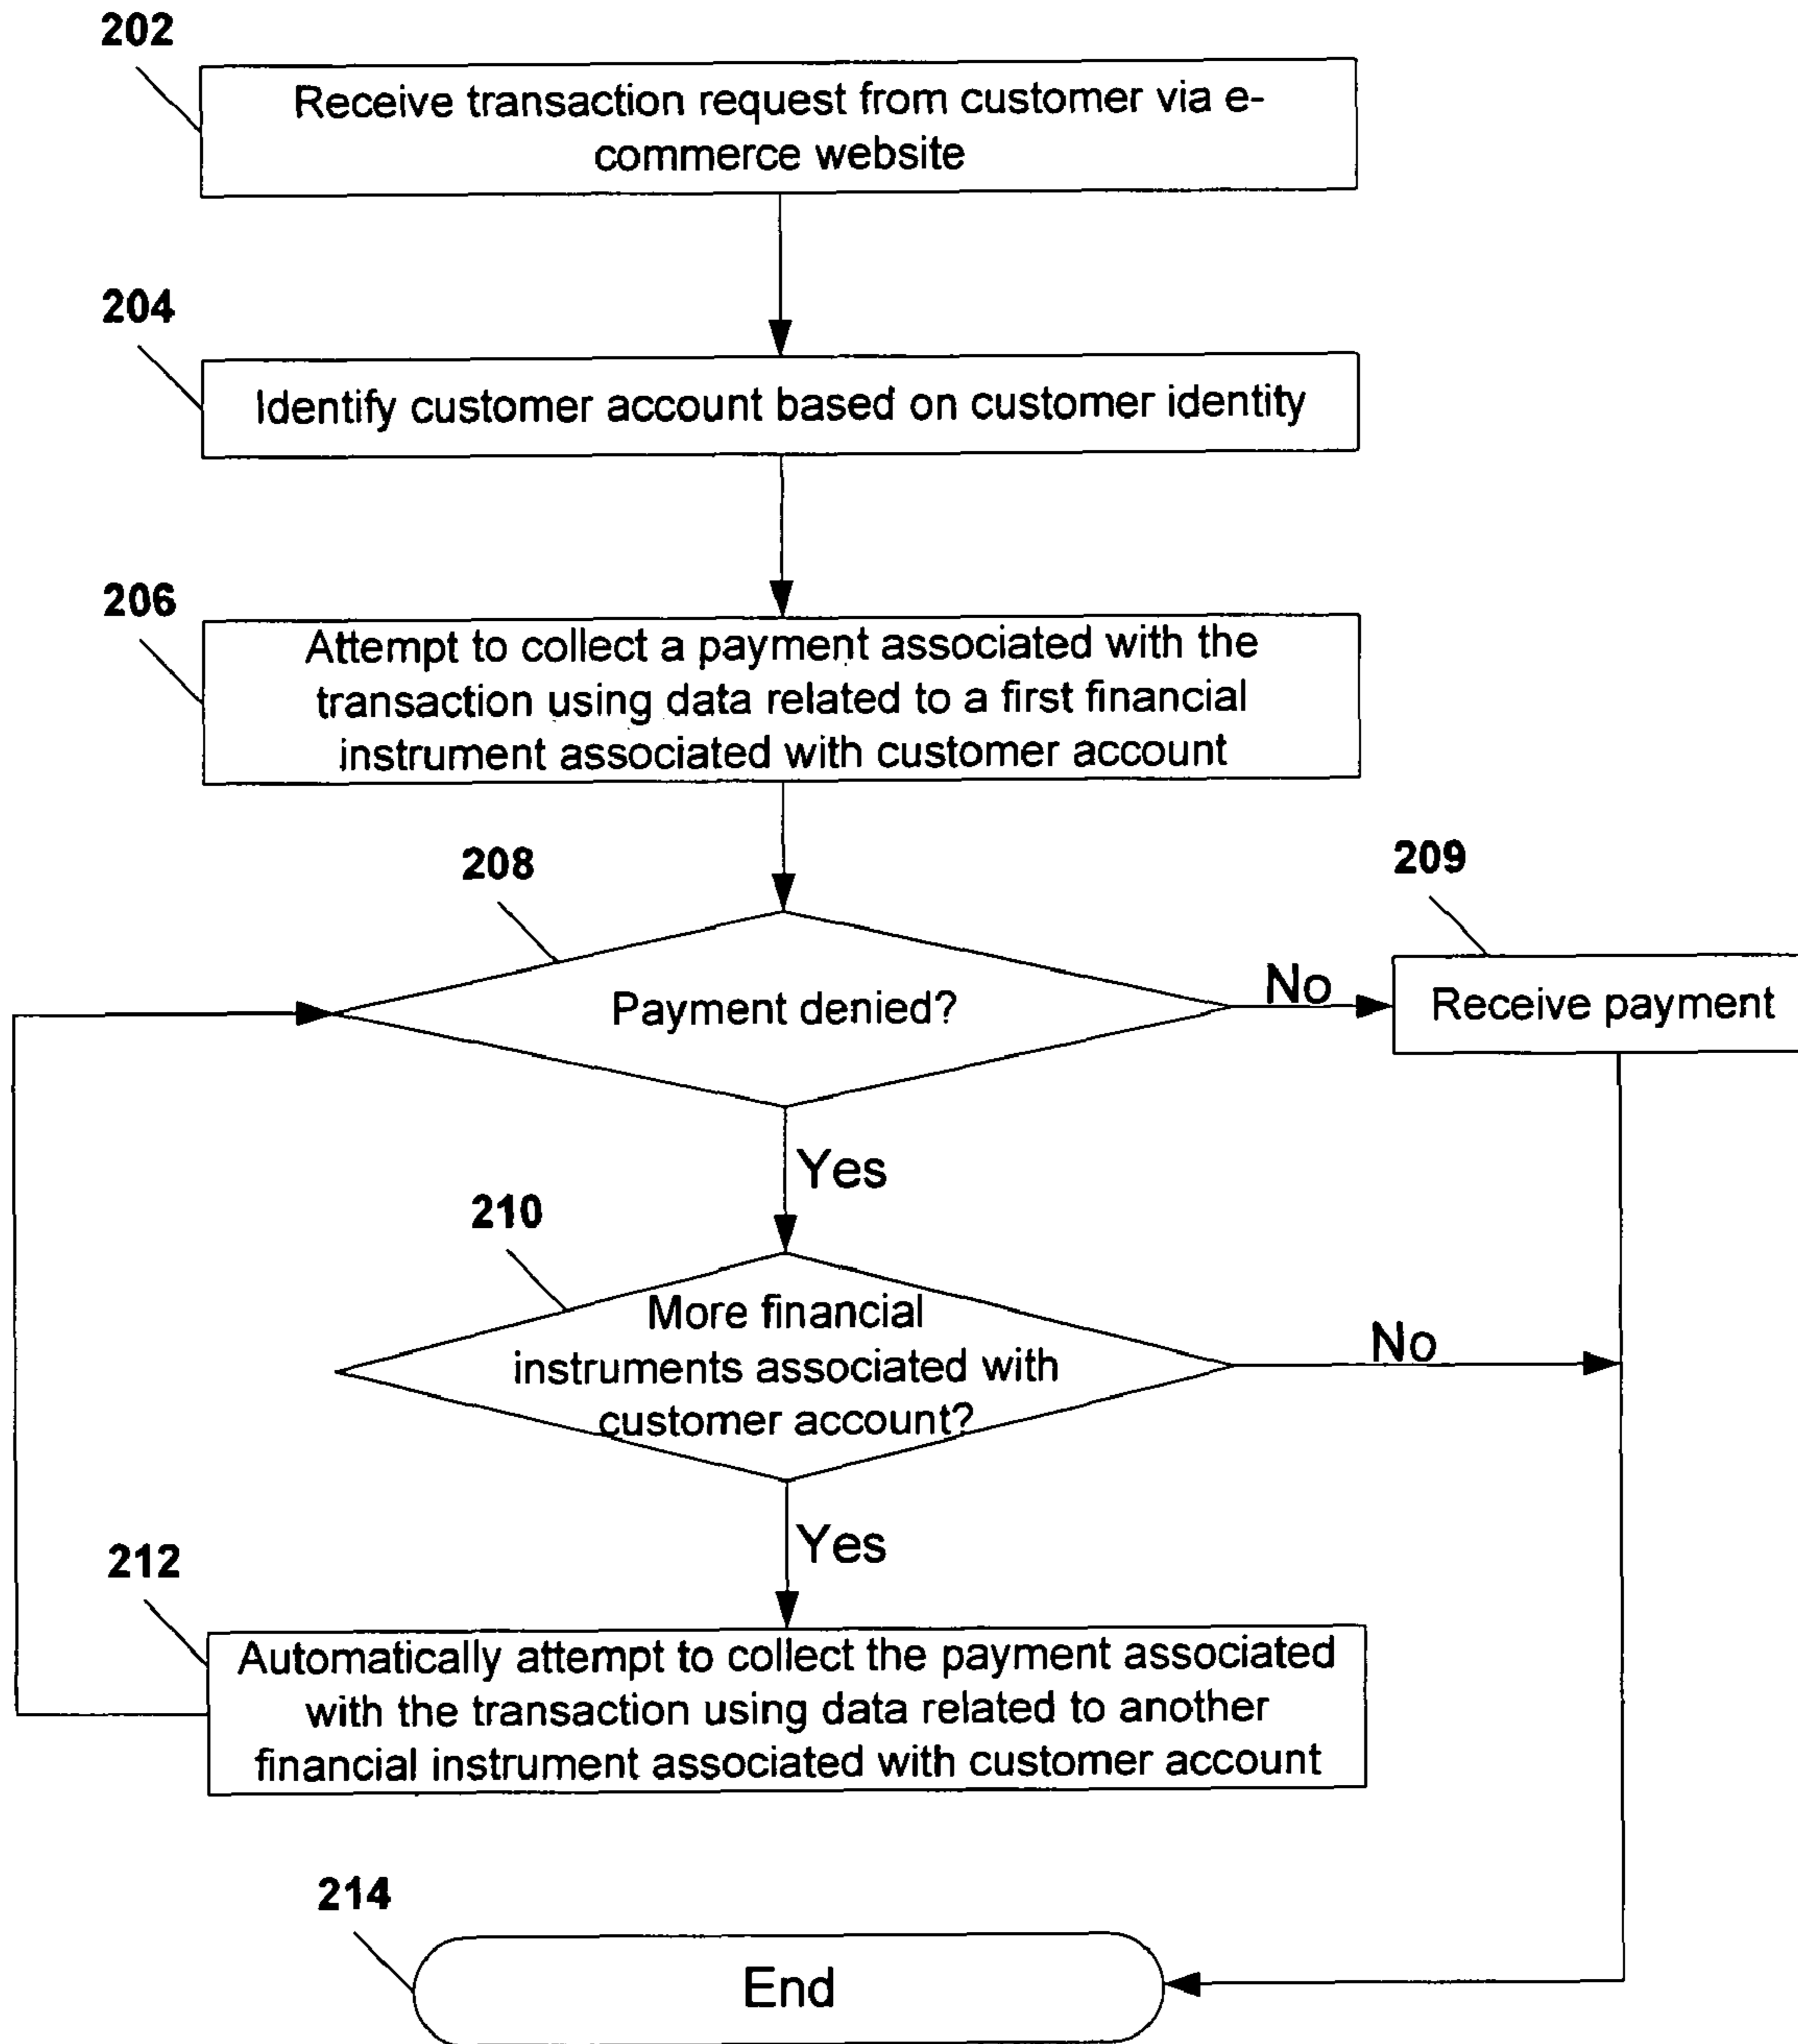 202
Receive transaction request from customer via e-
commerce website
204
Identify customer account based on customer identity
206
Attempt to collect a payment associated with the
transaction using data related to a first financial
instrument associated with customer account
208
209
Payment denied?
No
Receive payment
Yes
210
More financial
instruments associated with
customer account?
No
Yes
212
Automatically attempt to collect the payment associated
with the transaction using data related to another
financial instrument associated with customer account
214
End